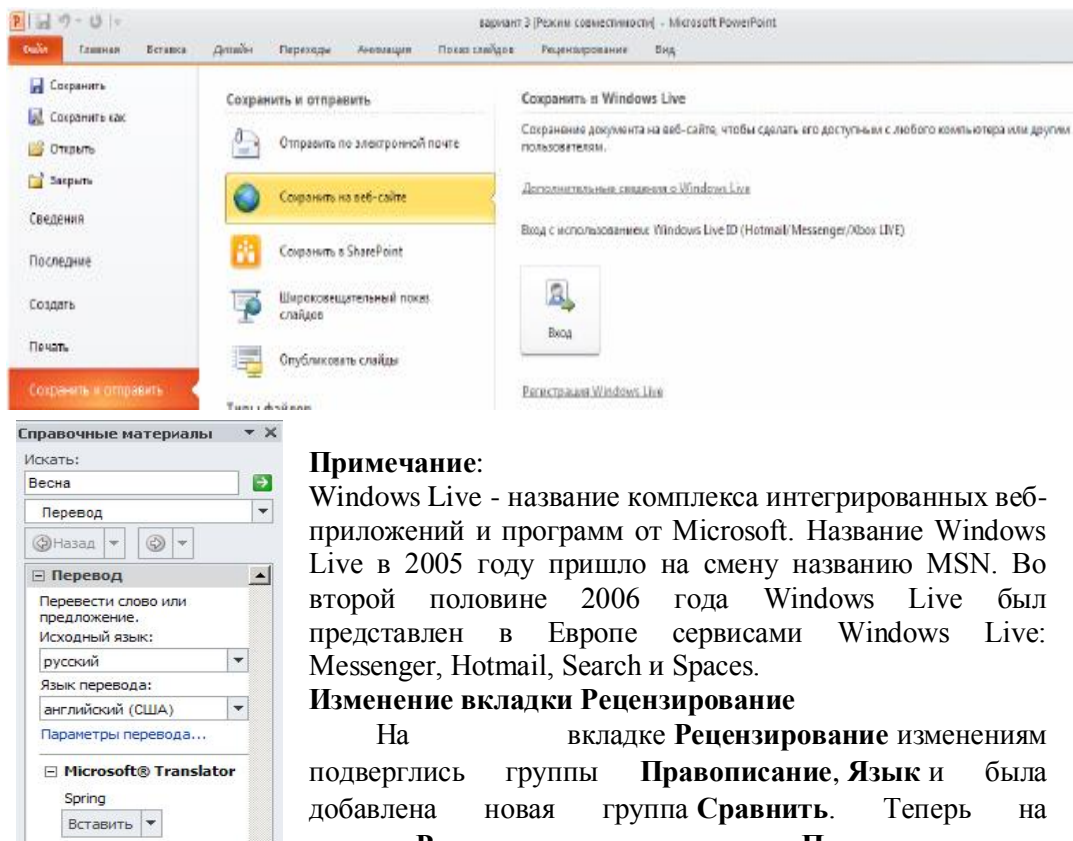 вариант 3 [Режим совместимости] - Microsoft PowerPoint
Файл Главная Вставка Дизайн Переходы Анимация Показ слайдов Рецензирование Вид
Сохранить
Сохранить как
Открыть
Закрыть
Сведения
Последние
Создать
Печать
Сохранить и отправить
Сохранить и отправить
Отправить по электронной почте
Сохранить на веб-сайте
Сохранить в SharePoint
Широковещательный показ
слайдов
Опубликовать слайды
Типы файлов
Сохранить в Windows Live
Сохранение документа на веб-сайте, чтобы сделать его доступным с любого компьютера или другим
пользователям.
Дополнительные сведения о Windows Live
Вход с использованием: Windows Live ID (Hotmail/Messenger/Xbox LIVE)
Вход
Регистрация Windows Live
Справочные материалы
Искать:
Весна
Перевод
Назад
Перевод
Перевести слово или
предложение.
Исходный язык:
русский
Язык перевода:
английский (США)
Параметры перевода...
Microsoft® Translator
Spring
Вставить
Примечание:
Windows Live - название комплекса интегрированных веб-
приложений и программ от Microsoft. Название Windows
Live в 2005 году пришло на смену названию MSN. Во
второй половине 2006 года Windows Live был
представлен в Европе сервисами Windows Live:
Messenger, Hotmail, Search и Spaces.
Изменение вкладки Рецензирование
На вкладке Рецензирование изменениям
подверглись группы Правописание, Язык и была
добавлена новая группа Сравнить. Теперь на